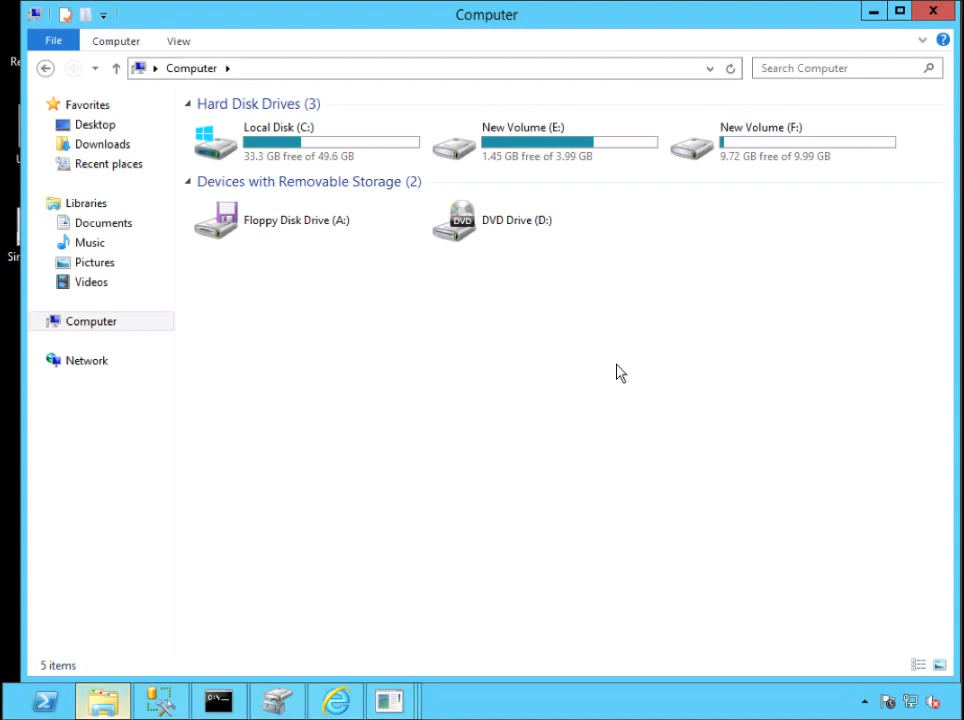 Computer
File
Computer
View
Computer
Search Computer
Favorites
Desktop
Downloads
Recent places
Libraries
Documents
Music
Pictures
Videos
Computer
Network
Hard Disk Drives (3)
Local Disk (C:)
33.3 GB free of 49.6 GB
New Volume (E:)
1.45 GB free of 3.99 GB
New Volume (F:)
9.72 GB free of 9.99 GB
Devices with Removable Storage (2)
Floppy Disk Drive (A:)
DVD
DVD Drive (D:)
5 items